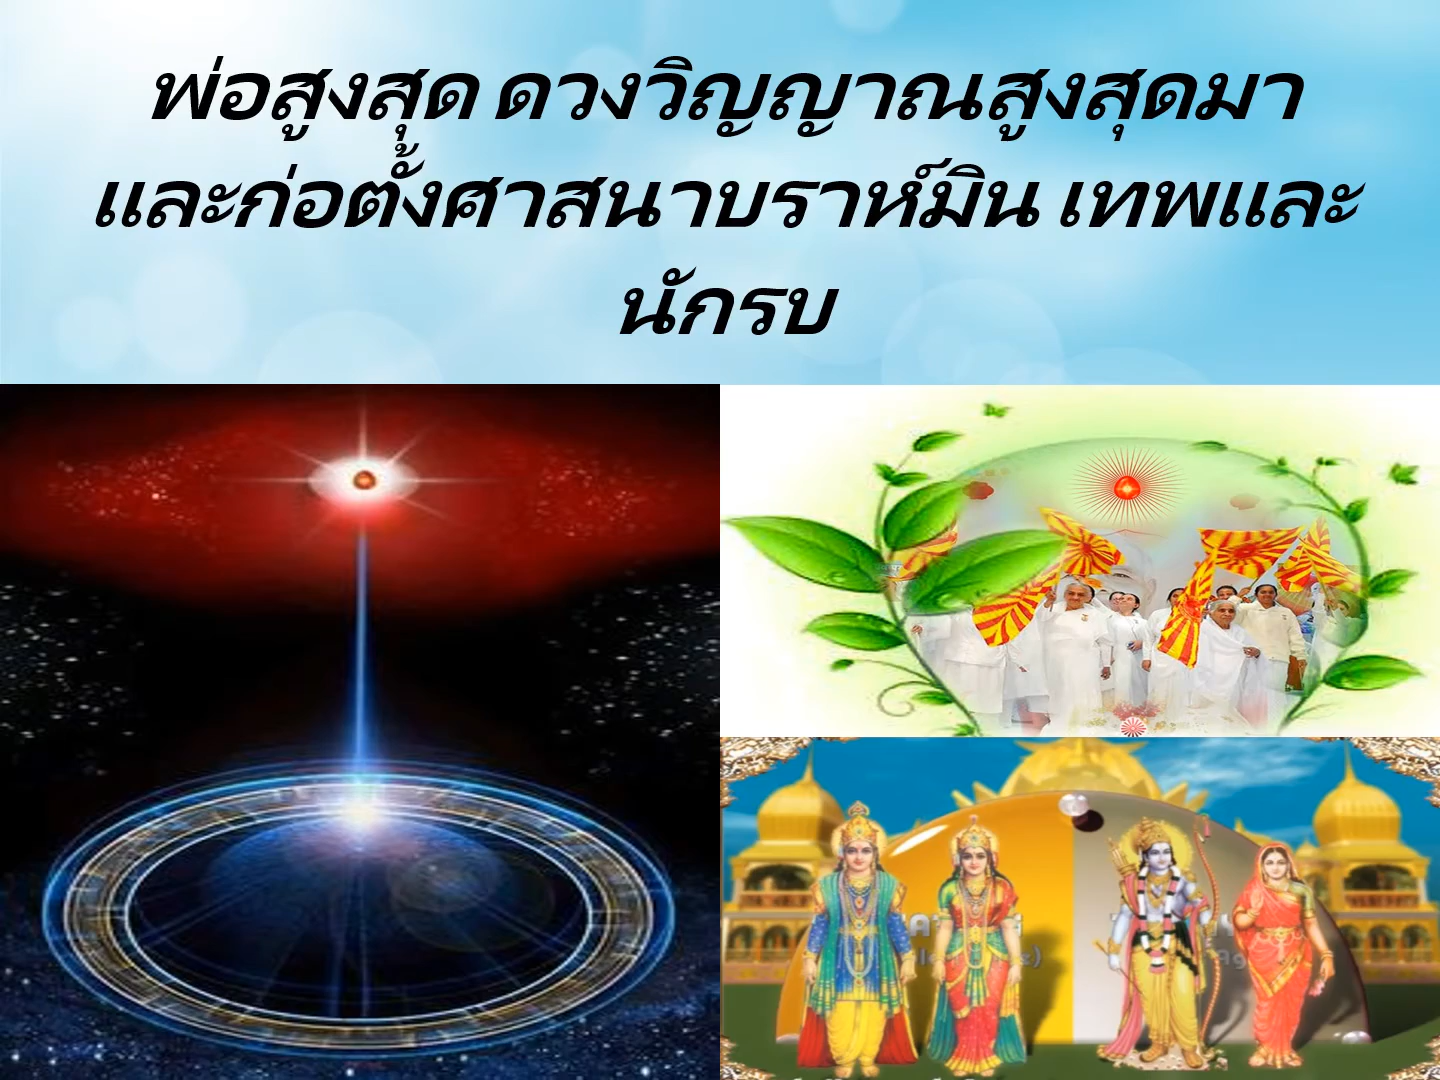 พ่อสูงสุด ดวงวิญญาณสูงสุดมา
และก่อตั้งศาสนาบราห์มิน เทพและ
นักรบ